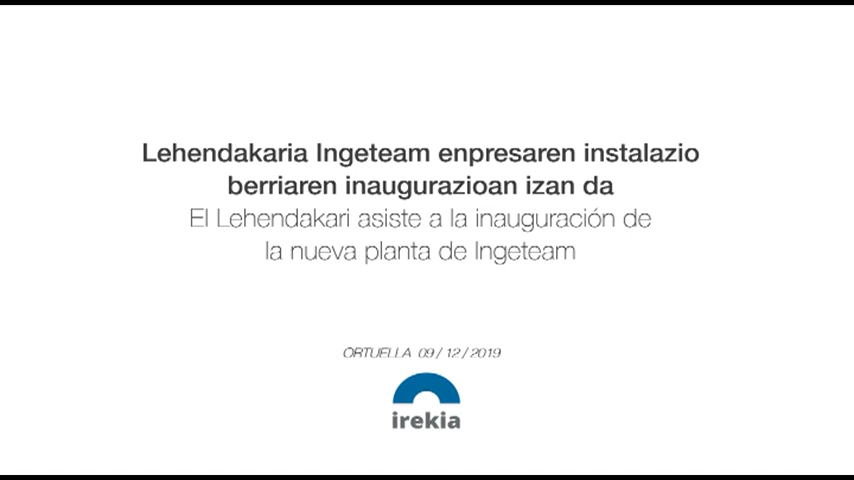 Lehendakaria Ingeteam enpresaren instalazio
berriaren inaugurazioan izan da
El Lehendakari asiste a la inauguración de
la nueva planta de Ingeteam
ORTUELLA 09/12/2019
irekia